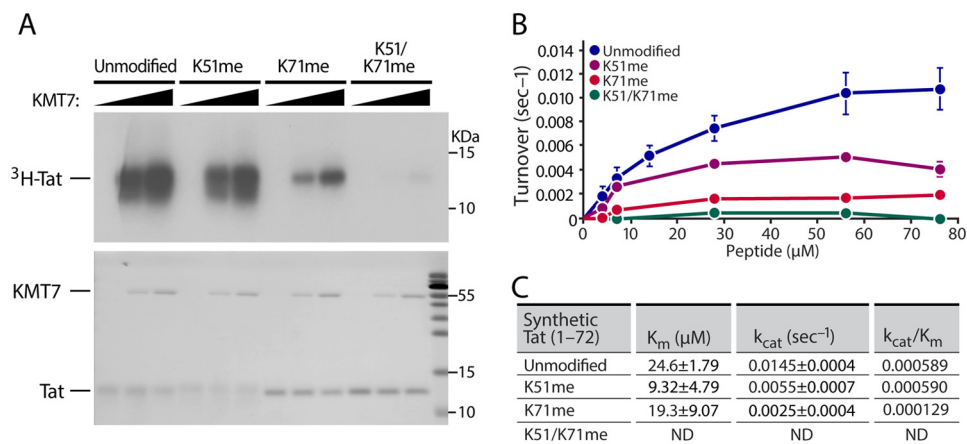 A
Unmodified K51me K71me K51/
K71me
KMT7:
KDa
15
³H-Tat
10
KMT7
55
15
Tat
10
B
0.014
0.012
0.010
0.008
0.006
0.004
0.002
0
Turnover (sec−1)
Unmodified
K51me
K71me
K51/K71me
0 10 20 30 40 50 60 70 80
Peptide (µM)
C
Synthetic
Tat (1–72) Kₘ (µM) k_cat (sec⁻¹) k_cat/Kₘ
Unmodified 24.6±1.79 0.0145±0.0004 0.000589
K51me 9.32±4.79 0.0055±0.0007 0.000590
K71me 19.3±9.07 0.0025±0.0004 0.000129
K51/K71me ND ND ND